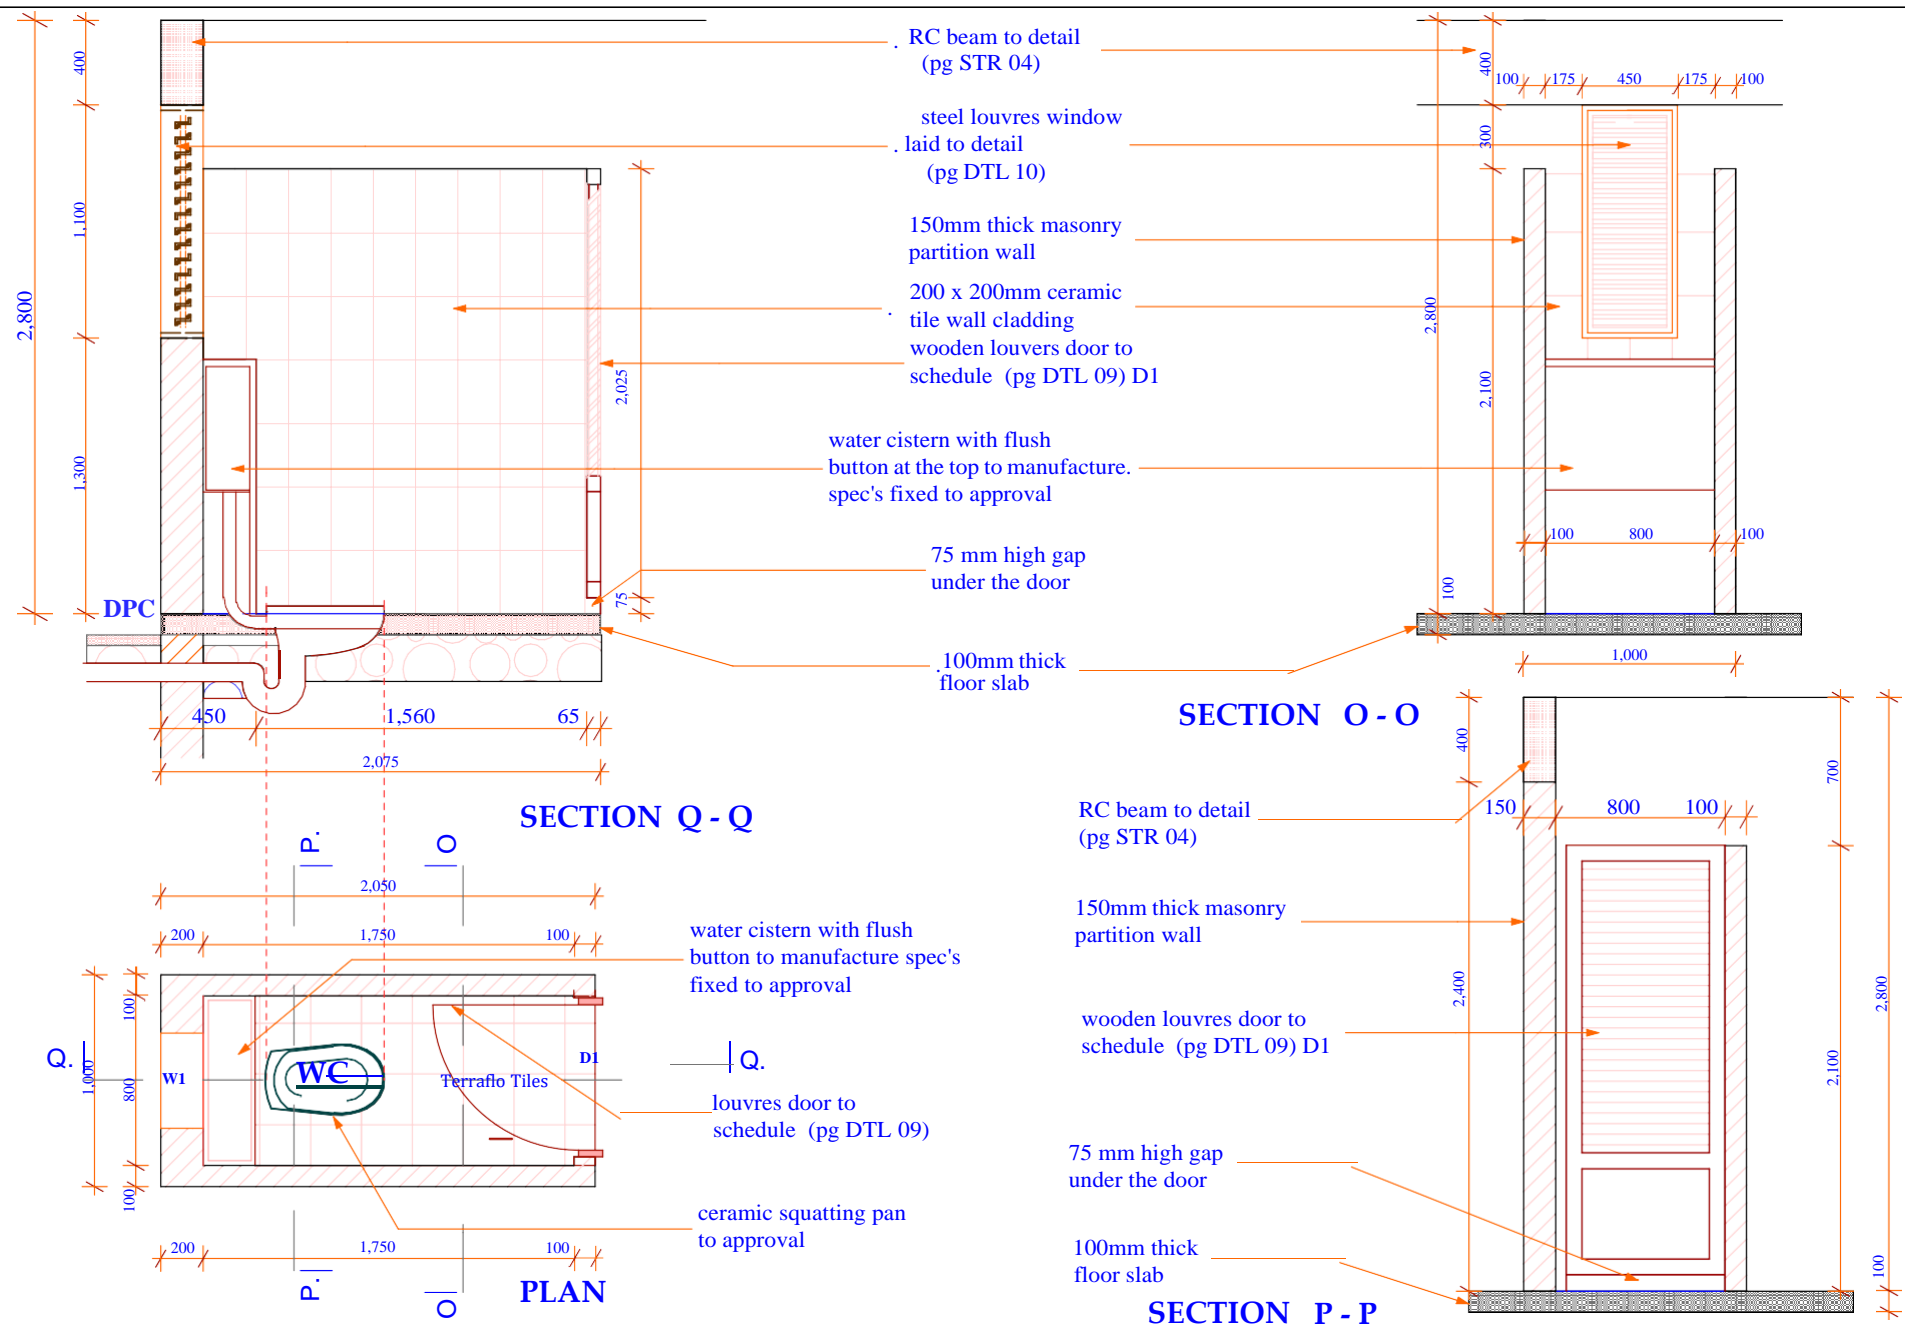 RC beam to detail
(pg STR 04)
steel louvres window
laid to detail
(pg DTL 10)
150mm thick masonry
partition wall
200 x 200mm ceramic
tile wall cladding
wooden louvers door to
schedule (pg DTL 09) D1
water cistern with flush
button at the top to manufacture.
spec's fixed to approval
75 mm high gap
under the door
.100mm thick
floor slab
2,800
400
1,100
1,300
DPC
2,025
75
450
1,560
65
2,075
SECTION Q - Q
400
300
2,100
2,800
100
100
175
450
175
100
100
800
100
1,000
SECTION O - O
P.
O
2,050
200
1,750
100
water cistern with flush
button to manufacture spec's
fixed to approval
100
800
100
1,000
Q.
W1
WC
Terraflo Tiles
D1
Q.
louvres door to
schedule (pg DTL 09)
ceramic squatting pan
to approval
200
1,750
100
P.
O
PLAN
400
2,400
700
2,100
2,800
100
150
800
100
RC beam to detail
(pg STR 04)
150mm thick masonry
partition wall
wooden louvres door to
schedule (pg DTL 09) D1
75 mm high gap
under the door
100mm thick
floor slab
SECTION P - P